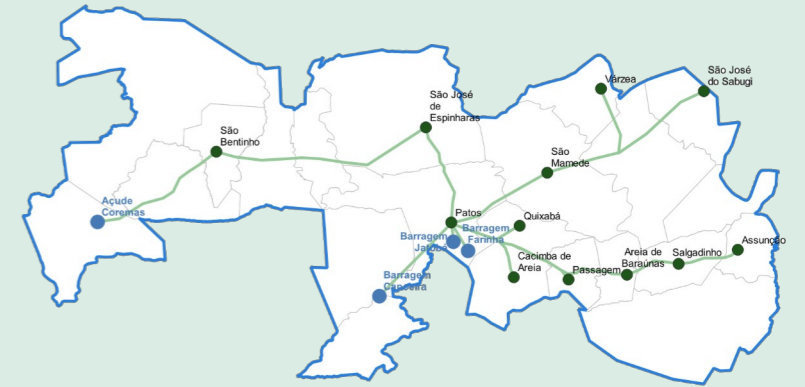 São José
do Sabugi
Várzea
São José
de
Espinharas
São
Bentinho
São
Mamede
Açude
Coremas
Patos
Quixabá
Barragem
Farinha
Barragem
Jatobá
Assunção
Areia de
Baraúnas
Salgadinho
Cacimba de
Areia
Passagem
Barragem
Capoeira